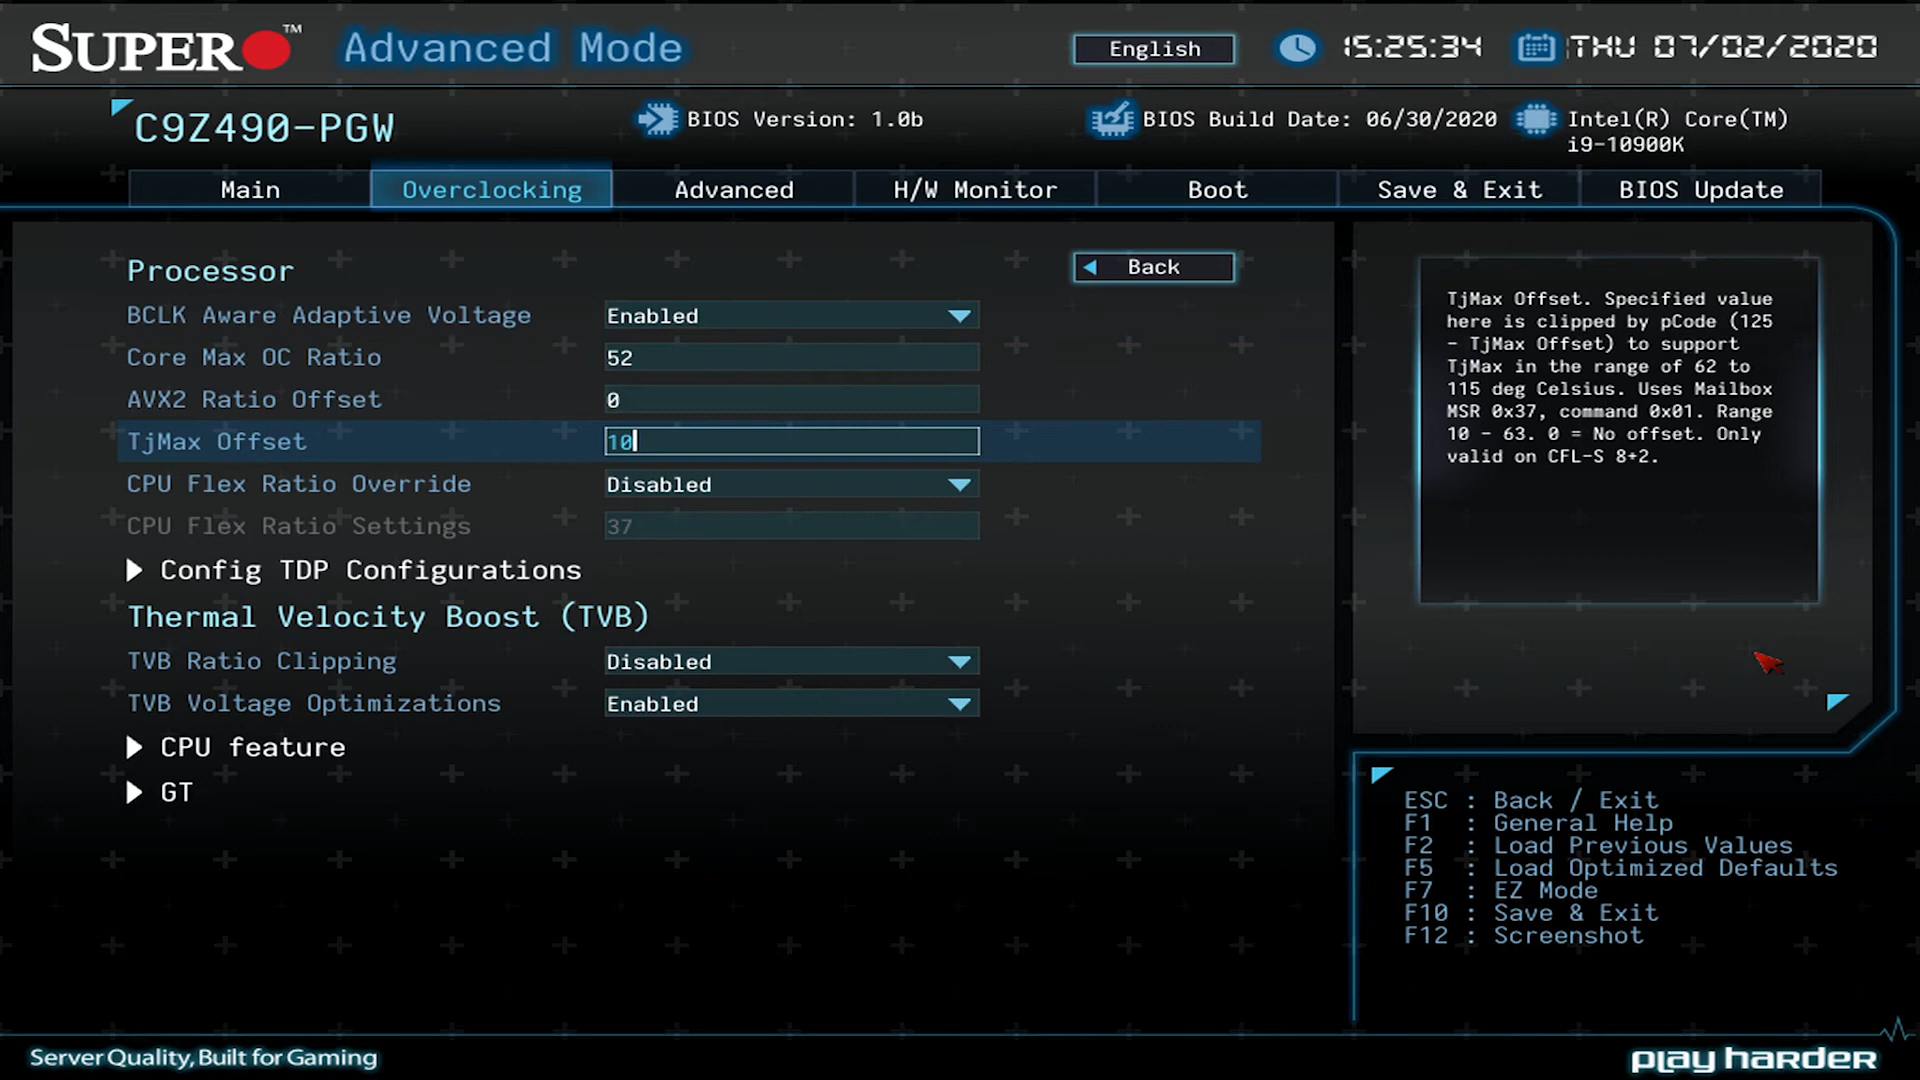 SUPER™
Advanced Mode
English
15:25:34
THU 07/02/2020
C9Z490-PGW
BIOS Version: 1.0b
BIOS Build Date: 06/30/2020
Intel(R) Core(TM)
i9-10900K
Main
Overclocking
Advanced
H/W Monitor
Boot
Save & Exit
BIOS Update
Processor
Back
BCLK Aware Adaptive Voltage Enabled
Core Max OC Ratio 52
AVX2 Ratio Offset 0
TjMax Offset 10
CPU Flex Ratio Override Disabled
CPU Flex Ratio Settings 37
Config TDP Configurations
Thermal Velocity Boost (TVB)
TVB Ratio Clipping Disabled
TVB Voltage Optimizations Enabled
CPU feature
GT
TjMax Offset. Specified value
here is clipped by pCode (125
- TjMax Offset) to support
TjMax in the range of 62 to
115 deg Celsius. Uses Mailbox
MSR 0x37, command 0x01. Range
10 - 63. 0 = No offset. Only
valid on CFL-S 8+2.
ESC : Back / Exit
F1 : General Help
F2 : Load Previous Values
F5 : Load Optimized Defaults
F7 : EZ Mode
F10 : Save & Exit
F12 : Screenshot
Server Quality, Built for Gaming
play harder